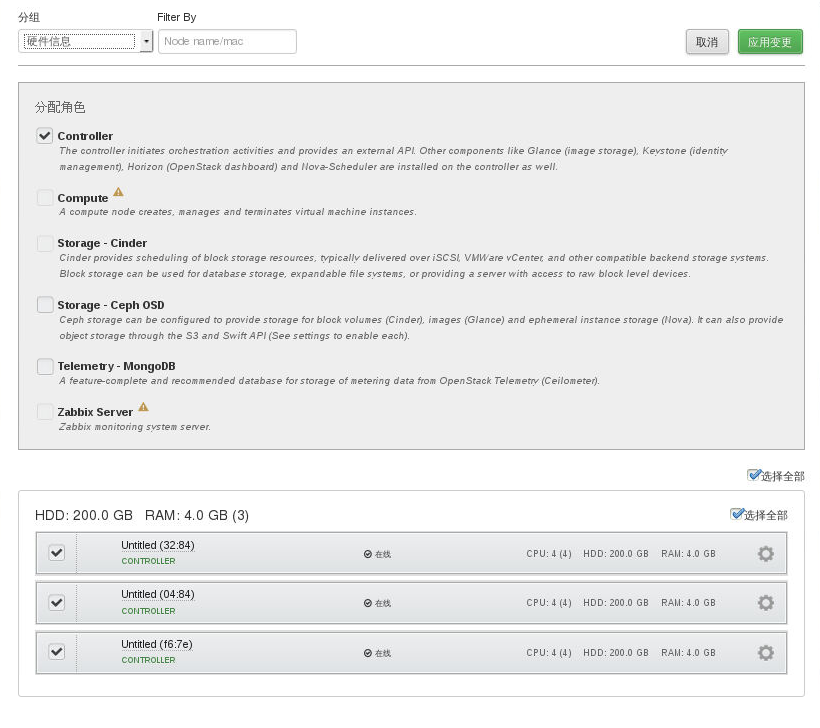 分组
Filter By
硬件信息
Node name/mac
取消
应用变更
分配角色
Controller
The controller initiates orchestration activities and provides an external API. Other components like Glance (image storage), Keystone (identity
management), Horizon (OpenStack dashboard) and Nova-Scheduler are installed on the controller as well.
Compute
A compute node creates, manages and terminates virtual machine instances.
Storage - Cinder
Cinder provides scheduling of block storage resources, typically delivered over iSCSI, VMWare vCenter, and other compatible backend storage systems.
Block storage can be used for database storage, expandable file systems, or providing a server with access to raw block level devices.
Storage - Ceph OSD
Ceph storage can be configured to provide storage for block volumes (Cinder), images (Glance) and ephemeral instance storage (Nova). It can also provide
object storage through the S3 and Swift API (See settings to enable each).
Telemetry - MongoDB
A feature-complete and recommended database for storage of metering data from OpenStack Telemetry (Ceilometer).
Zabbix Server
Zabbix monitoring system server.
选择全部
HDD: 200.0 GB RAM: 4.0 GB (3)
选择全部
Untitled (32:84)
CONTROLLER
在线
CPU: 4 (4) HDD: 200.0 GB RAM: 4.0 GB
Untitled (04:84)
CONTROLLER
在线
CPU: 4 (4) HDD: 200.0 GB RAM: 4.0 GB
Untitled (f6:7e)
CONTROLLER
在线
CPU: 4 (4) HDD: 200.0 GB RAM: 4.0 GB